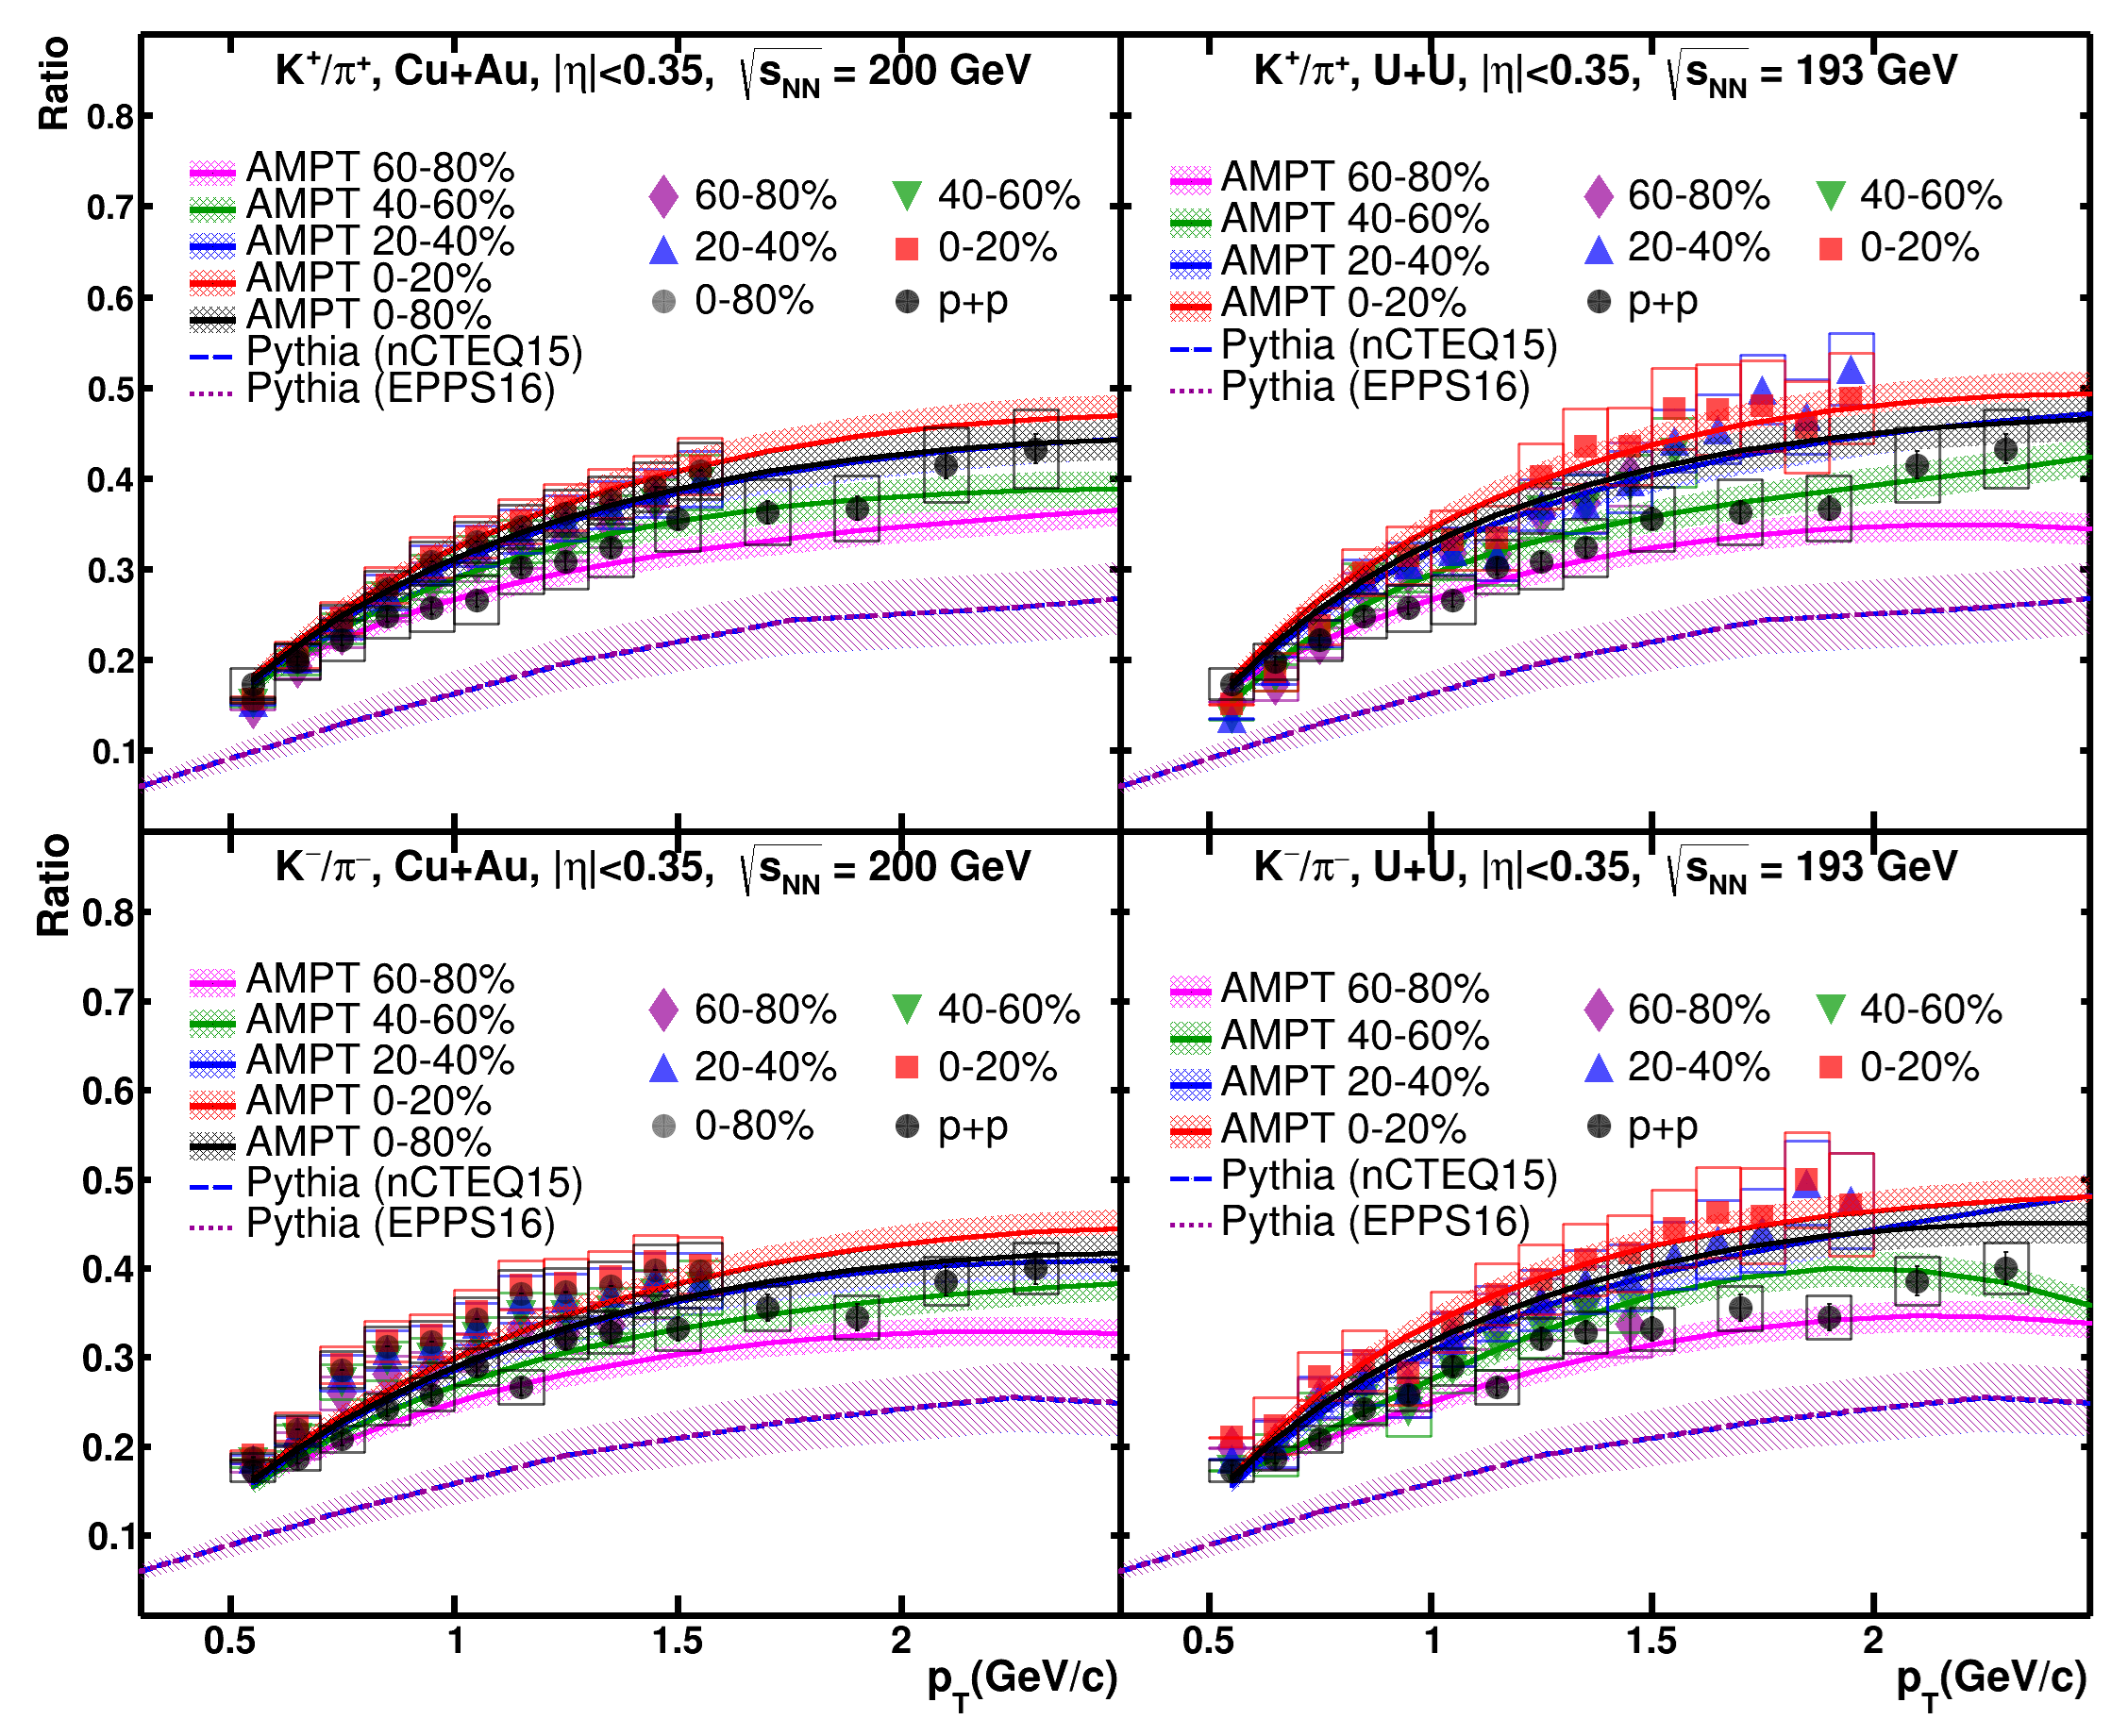 Ratio
K+/π+, Cu+Au, |η|<0.35, √sNN = 200 GeV
AMPT 60-80%
AMPT 40-60%
AMPT 20-40%
AMPT 0-20%
AMPT 0-80%
Pythia (nCTEQ15)
Pythia (EPPS16)
60-80%
40-60%
20-40%
0-20%
0-80%
p+p
0.8
0.7
0.6
0.5
0.4
0.3
0.2
0.1
K+/π+, U+U, |η|<0.35, √sNN = 193 GeV
AMPT 60-80%
AMPT 40-60%
AMPT 20-40%
AMPT 0-20%
Pythia (nCTEQ15)
Pythia (EPPS16)
60-80%
40-60%
20-40%
0-20%
p+p
Ratio
K−/π−, Cu+Au, |η|<0.35, √sNN = 200 GeV
AMPT 60-80%
AMPT 40-60%
AMPT 20-40%
AMPT 0-20%
AMPT 0-80%
Pythia (nCTEQ15)
Pythia (EPPS16)
60-80%
40-60%
20-40%
0-20%
0-80%
p+p
0.8
0.7
0.6
0.5
0.4
0.3
0.2
0.1
0.5
1
1.5
2
pT(GeV/c)
K−/π−, U+U, |η|<0.35, √sNN = 193 GeV
AMPT 60-80%
AMPT 40-60%
AMPT 20-40%
AMPT 0-20%
Pythia (nCTEQ15)
Pythia (EPPS16)
60-80%
40-60%
20-40%
0-20%
p+p
0.5
1
1.5
2
pT(GeV/c)